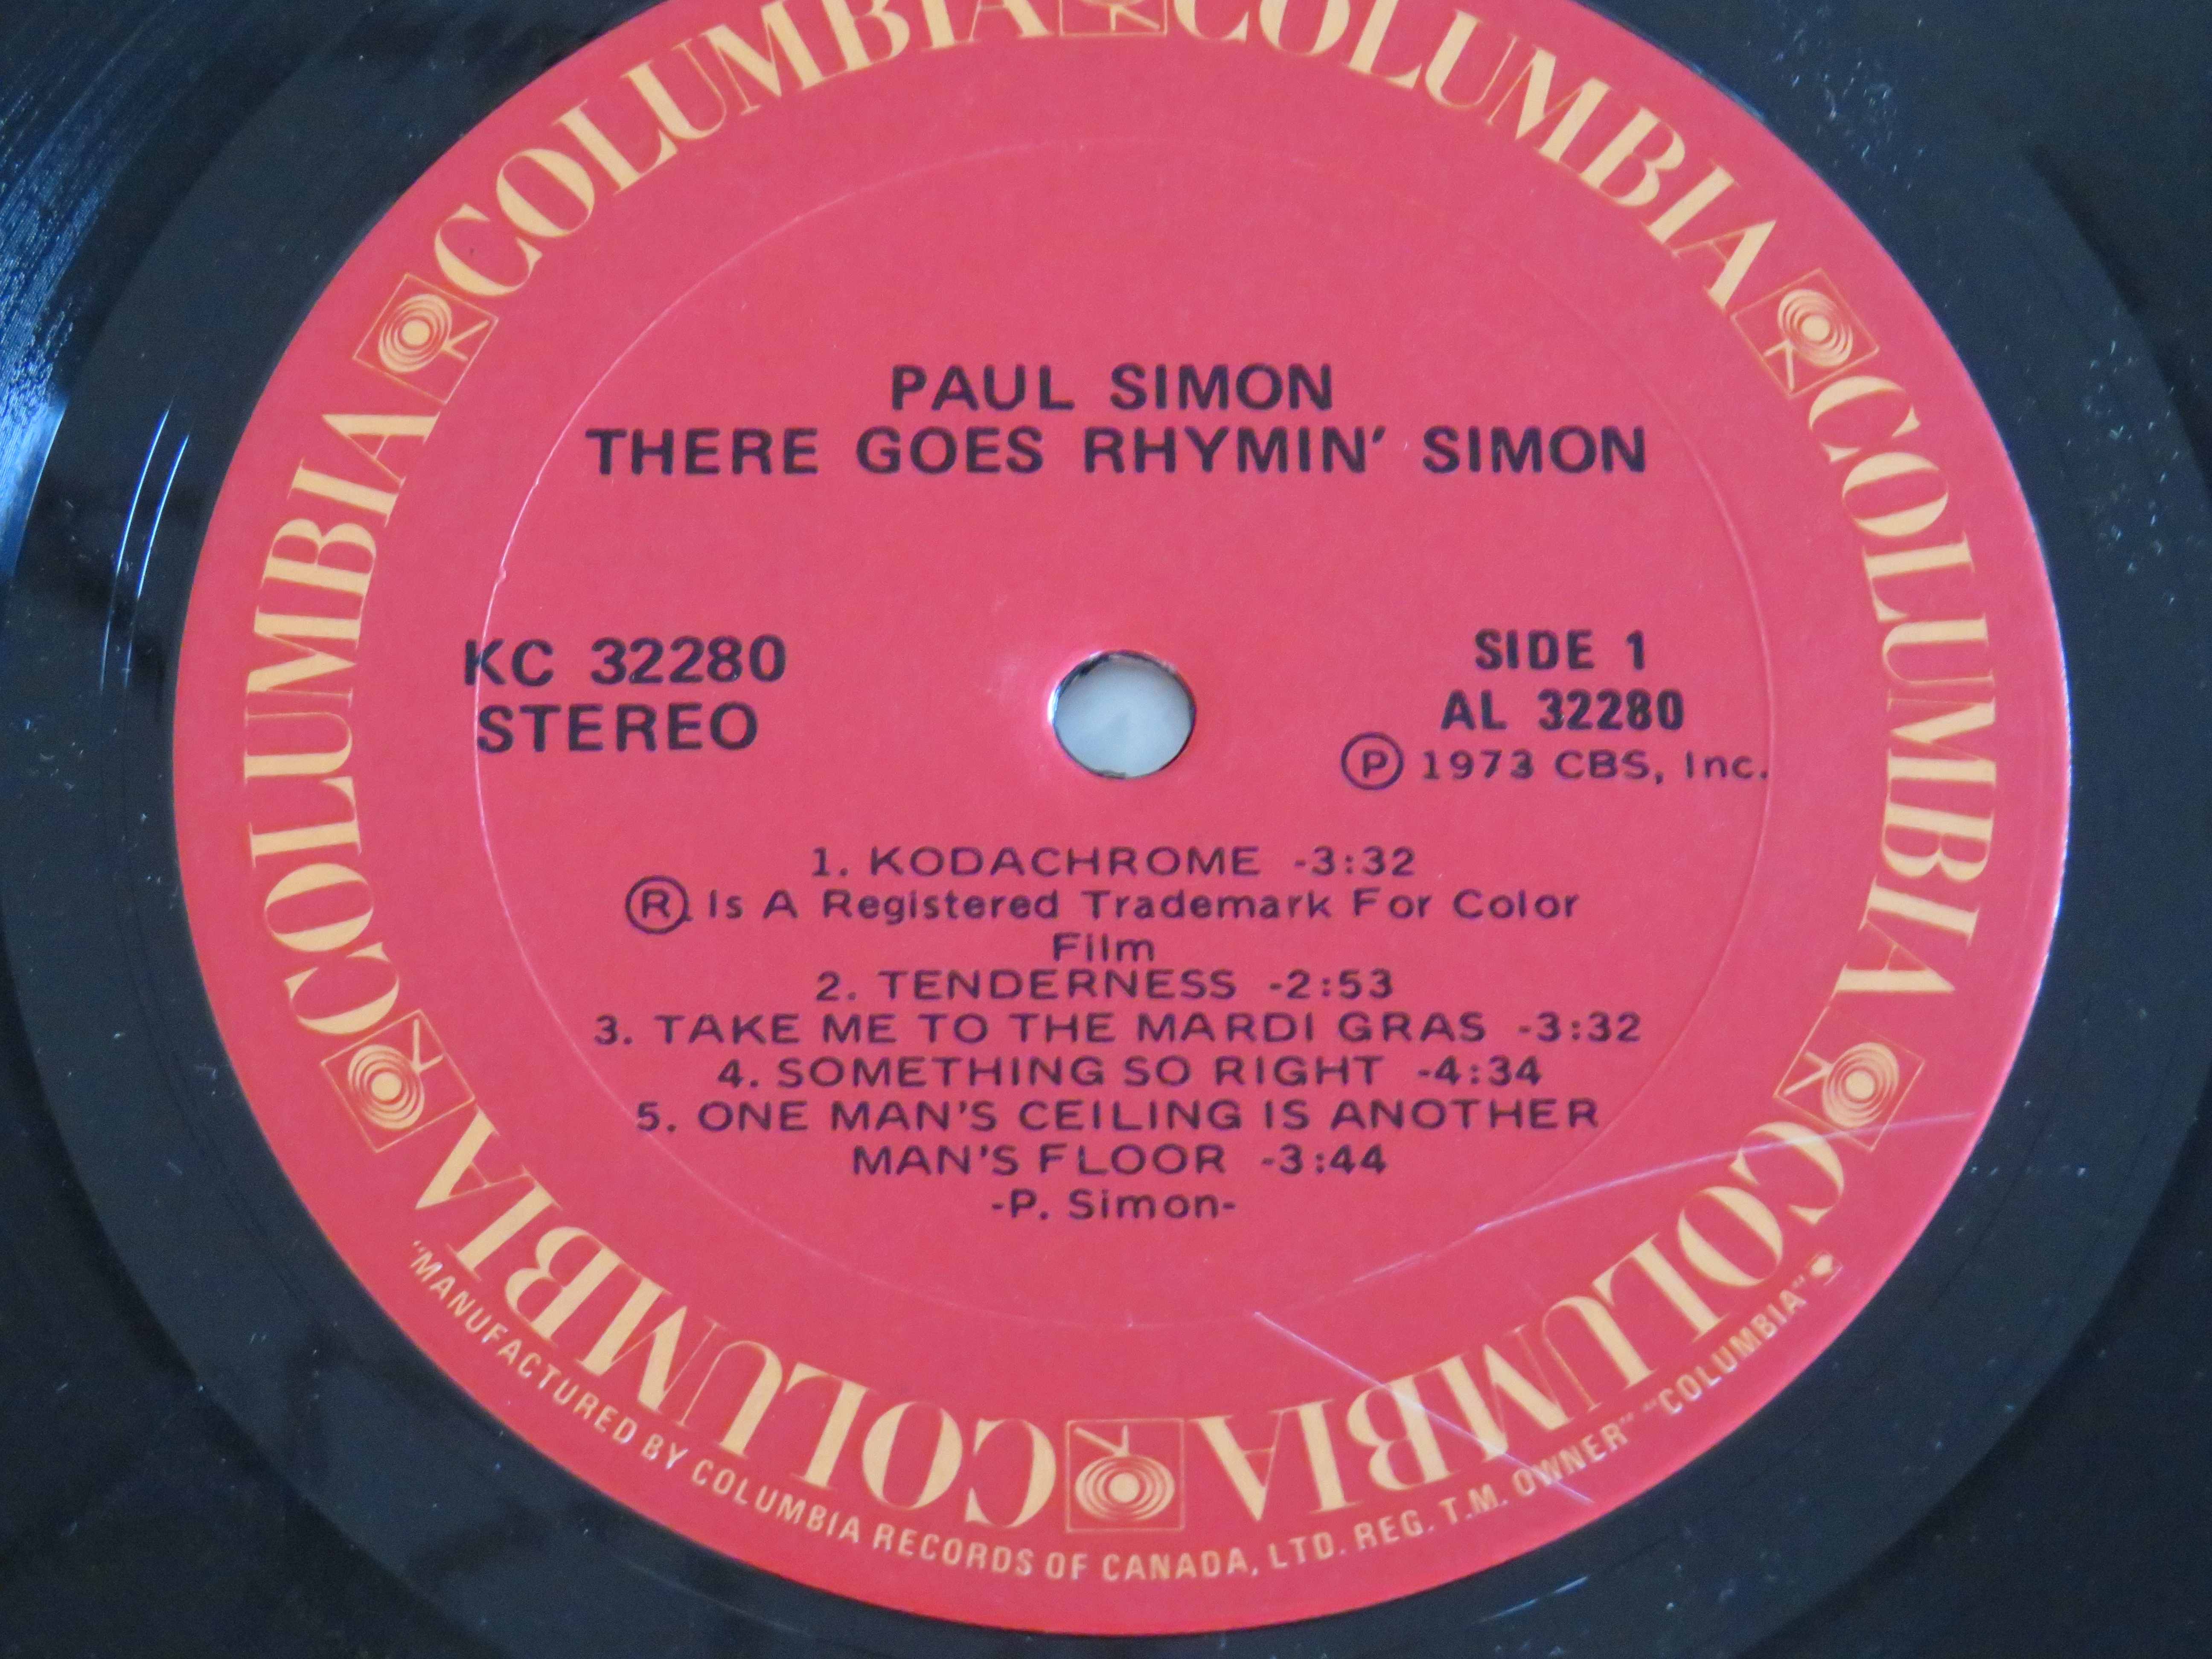 COLUMBIA COLUMBIA COLUMBIA COLUMBIA COLUMBIA COLUMBIA
PAUL SIMON
THERE GOES RHYMIN' SIMON
KC 32280
STEREO
SIDE 1
AL 32280
Ⓟ 1973 CBS, Inc.
1. KODACHROME -3:32
Ⓡ Is A Registered Trademark For Color
Film
2. TENDERNESS -2:53
3. TAKE ME TO THE MARDI GRAS -3:32
4. SOMETHING SO RIGHT -4:34
5. ONE MAN'S CEILING IS ANOTHER
MAN'S FLOOR -3:44
-P. Simon-
"MANUFACTURED BY COLUMBIA RECORDS OF CANADA, LTD. REG. T.M. OWNER" "COLUMBIA"